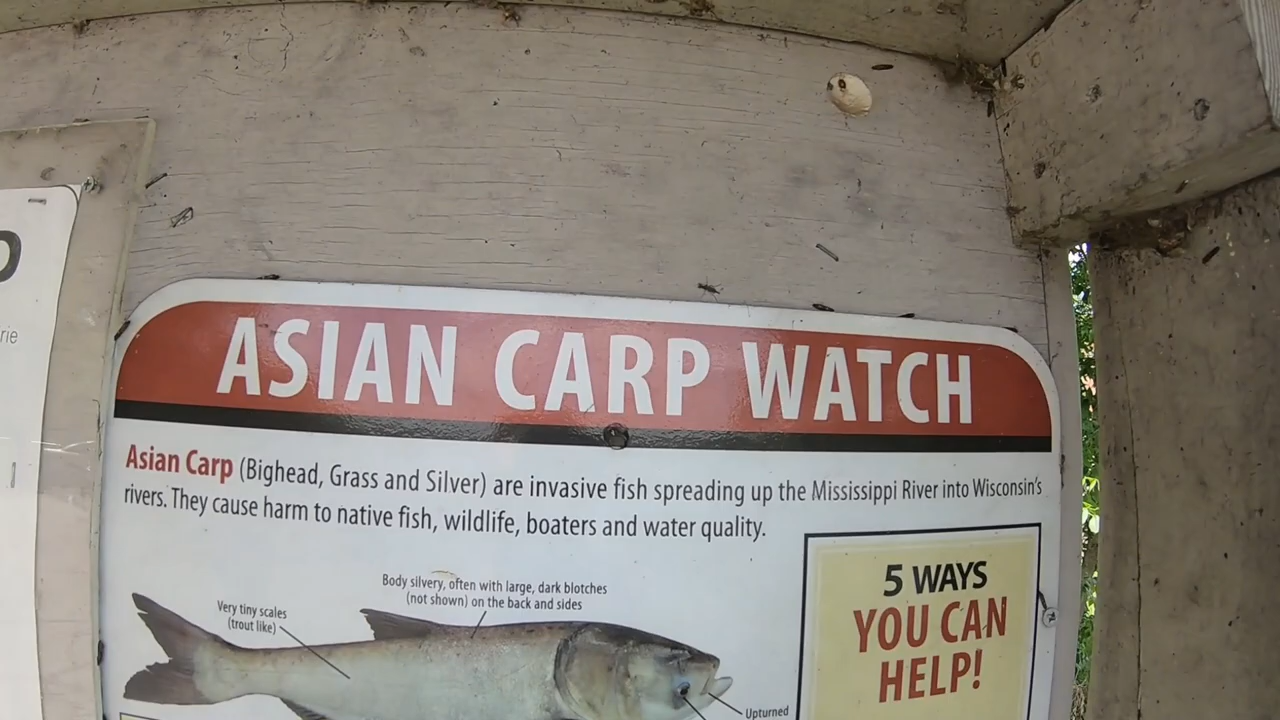 rie
ASIAN CARP WATCH
Asian Carp (Bighead, Grass and Silver) are invasive fish spreading up the Mississippi River into Wisconsin's
rivers. They cause harm to native fish, wildlife, boaters and water quality.
Body silvery, often with large, dark blotches
(not shown) on the back and sides
Very tiny scales
(trout like)
5 WAYS
YOU CAN
HELP!
Upturned